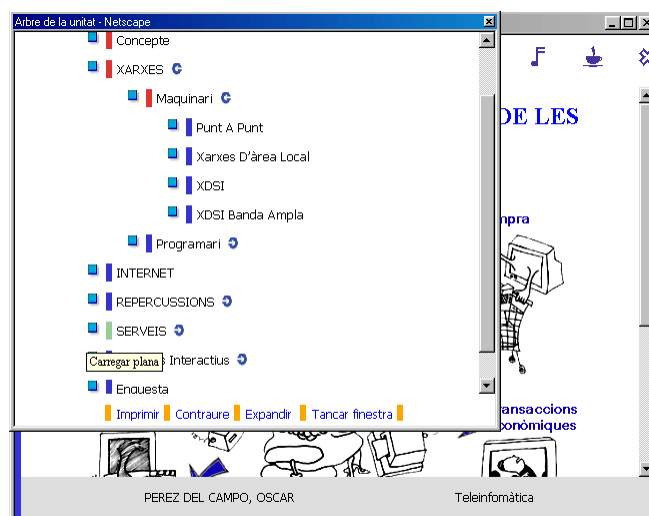 Arbre de la unitat - Netscape
Concepte
XARXES
Maquinari
Punt A Punt
Xarxes D'àrea Local
XDSI
XDSI Banda Ampla
Programari
INTERNET
REPERCUSSIONS
SERVEIS
Carregar plana
s Interactius
Enquesta
Imprimir Contraure Expandir Tancar finestra
DE LES
mpra
ansaccions
onòmiques
PEREZ DEL CAMPO, OSCAR Teleinfomàtica